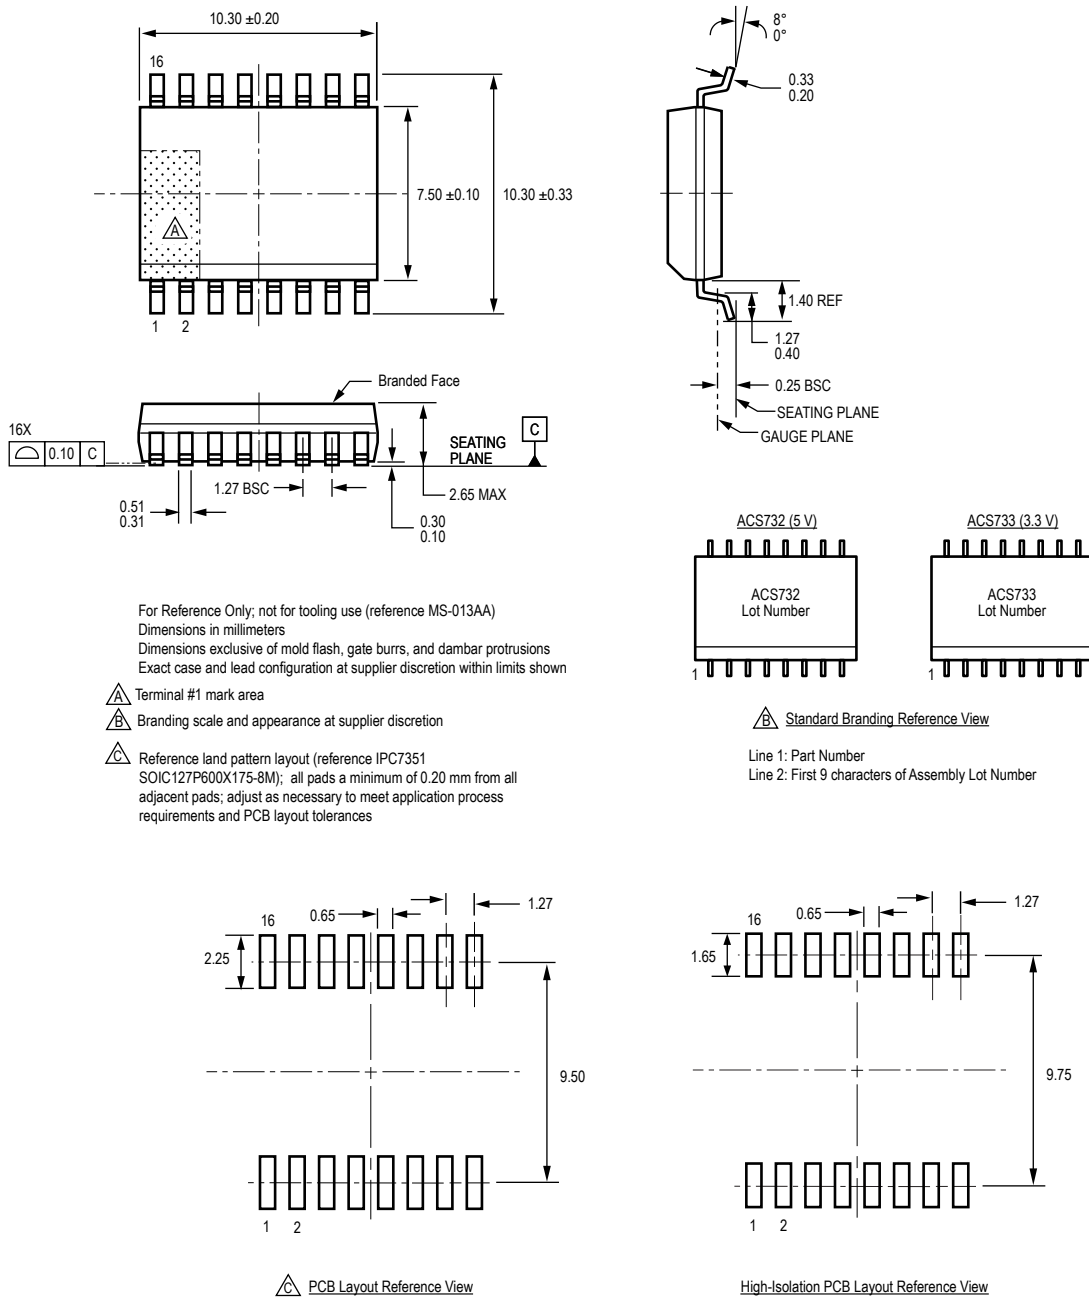 10.30 ±0.20
16
7.50 ±0.10
10.30 ±0.33
A
1 2
8°
0°
0.33
0.20
1.40 REF
1.27
0.40
0.25 BSC
SEATING PLANE
GAUGE PLANE
Branded Face
16X
0.10 C
SEATING
PLANE
C
1.27 BSC
2.65 MAX
0.51
0.31
0.30
0.10
ACS732 (5 V)
ACS732
Lot Number
1
ACS733 (3.3 V)
ACS733
Lot Number
1
B Standard Branding Reference View
Line 1: Part Number
Line 2: First 9 characters of Assembly Lot Number
For Reference Only; not for tooling use (reference MS-013AA)
Dimensions in millimeters
Dimensions exclusive of mold flash, gate burrs, and dambar protrusions
Exact case and lead configuration at supplier discretion within limits shown
A Terminal #1 mark area
B Branding scale and appearance at supplier discretion
C Reference land pattern layout (reference IPC7351
SOIC127P600X175-8M); all pads a minimum of 0.20 mm from all
adjacent pads; adjust as necessary to meet application process
requirements and PCB layout tolerances
16
0.65
1.27
2.25
9.50
1 2
C PCB Layout Reference View
16
0.65
1.27
1.65
9.75
1 2
High-Isolation PCB Layout Reference View